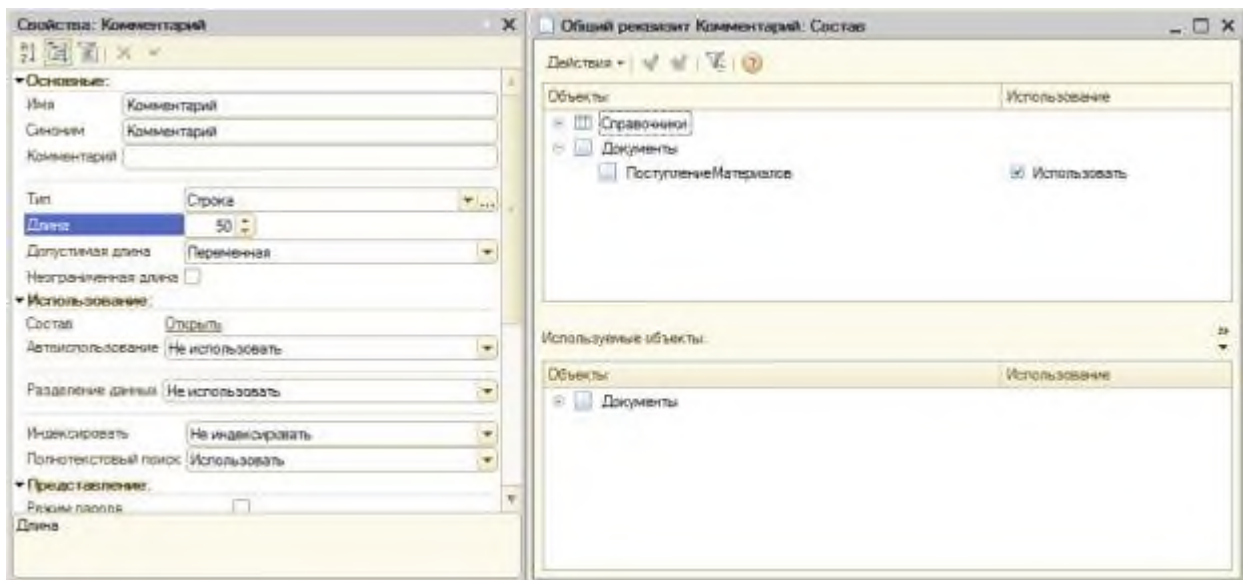 Свойства: Комментарий
Основные:
Имя Комментарий
Синоним Комментарий
Комментарий
Тип Строка ...
Длина 50
Допустимая длина Переменная
Неограниченная длина
Использование:
Состав Открыть
Автоиспользование Не использовать
Разделение данных Не использовать
Индексировать Не индексировать
Полнотекстовый поиск Использовать
Представление:
Режим пароля
Длина
Общий реквизит Комментарий: Состав
Действия
Объекты Использование
Справочники
Документы
ПоступлениеМатериалов Использовать
Используемые объекты:
Объекты Использование
Документы